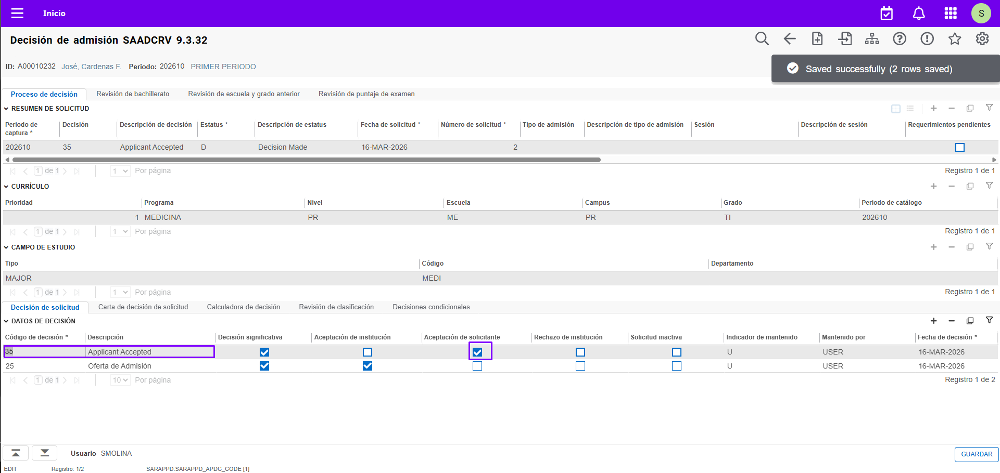 Inicio
S
Decisión de admisión SAADCRV 9.3.32
ID: A00010232 José, Cardenas F. Periodo: 202610 PRIMER PERIODO
Saved successfully (2 rows saved)
Proceso de decisión Revisión de bachillerato Revisión de escuela y grado anterior Revisión de puntaje de examen
RESUMEN DE SOLICITUD
Periodo de captura * Decisión Descripción de decisión Estatus * Descripción de estatus Fecha de solicitud * Número de solicitud * Tipo de admisión Descripción de tipo de admisión Sesión Descripción de sesión Requerimientos pendientes
202610 35 Applicant Accepted D Decision Made 16-MAR-2026 2
1 de 1 1 Por página Registro 1 de 1
CURRÍCULO
Prioridad Programa Nivel Escuela Campus Grado Periodo de catálogo
1 MEDICINA PR ME PR TI 202610
1 de 1 1 Por página Registro 1 de 1
CAMPO DE ESTUDIO
Tipo Código Departamento
MAJOR MEDI
1 de 1 1 Por página Registro 1 de 1
Decisión de solicitud Carta de decisión de solicitud Calculadora de decisión Revisión de clasificación Decisiones condicionales
DATOS DE DECISIÓN
Código de decisión * Descripción Decisión significativa Aceptación de institución Aceptación de solicitante Rechazo de institución Solicitud inactiva Indicador de mantenido Mantenido por Fecha de decisión *
35 Applicant Accepted U USER 16-MAR-2026
25 Oferta de Admisión U USER 16-MAR-2026
1 de 1 10 Por página Registro 1 de 2
Usuario SMOLINA GUARDAR
EDIT Registro: 1/2 SARAPPD.SARAPPD_APDC_CODE [1]